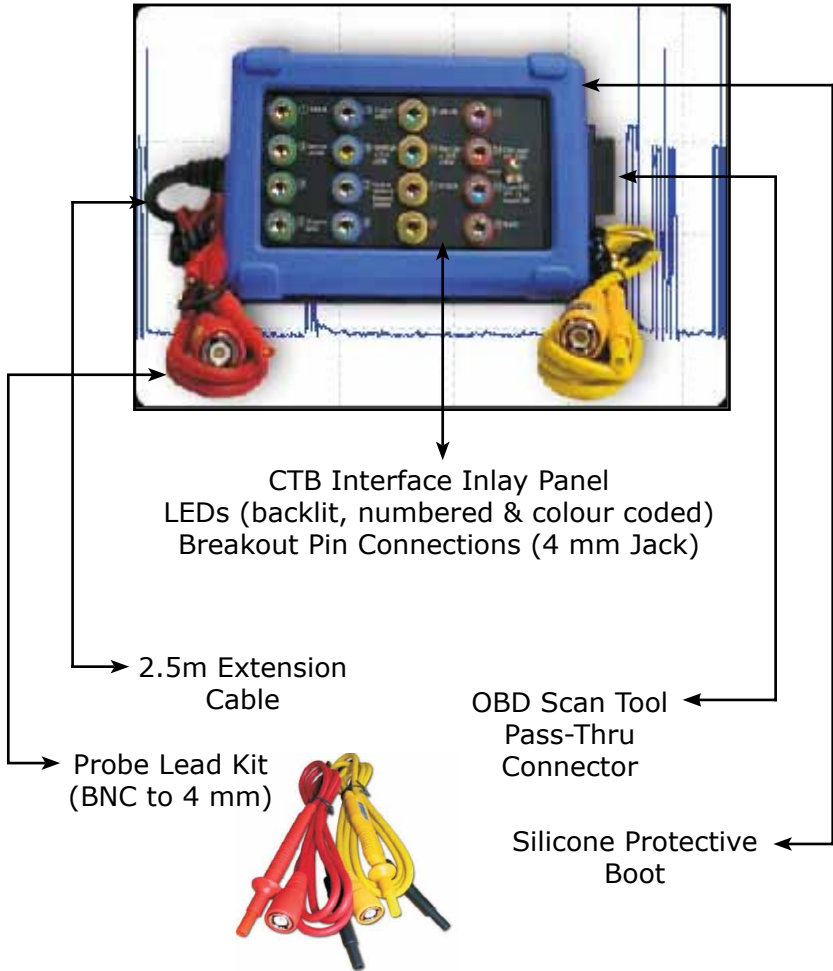 CTB Interface Inlay Panel
LEDs (backlit, numbered & colour coded)
Breakout Pin Connections (4 mm Jack)
2.5m Extension
Cable
OBD Scan Tool
Pass-Thru
Connector
Probe Lead Kit
(BNC to 4 mm)
Silicone Protective
Boot